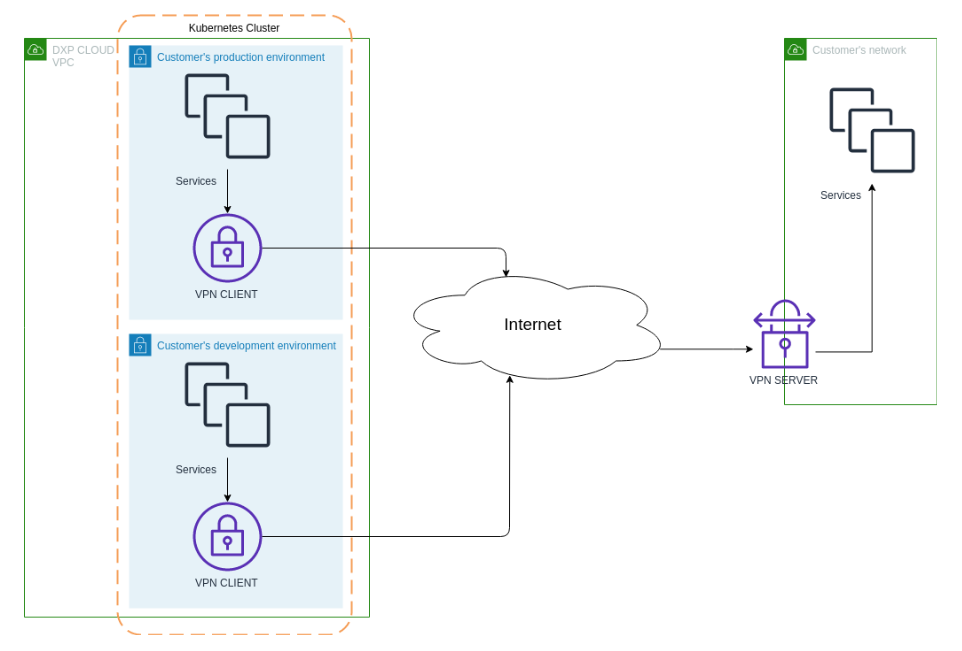 Kubernetes Cluster
DXP CLOUD
VPC
Customer's production environment
Services
VPN CLIENT
Customer's development environment
Services
VPN CLIENT
Internet
Customer's network
Services
VPN SERVER